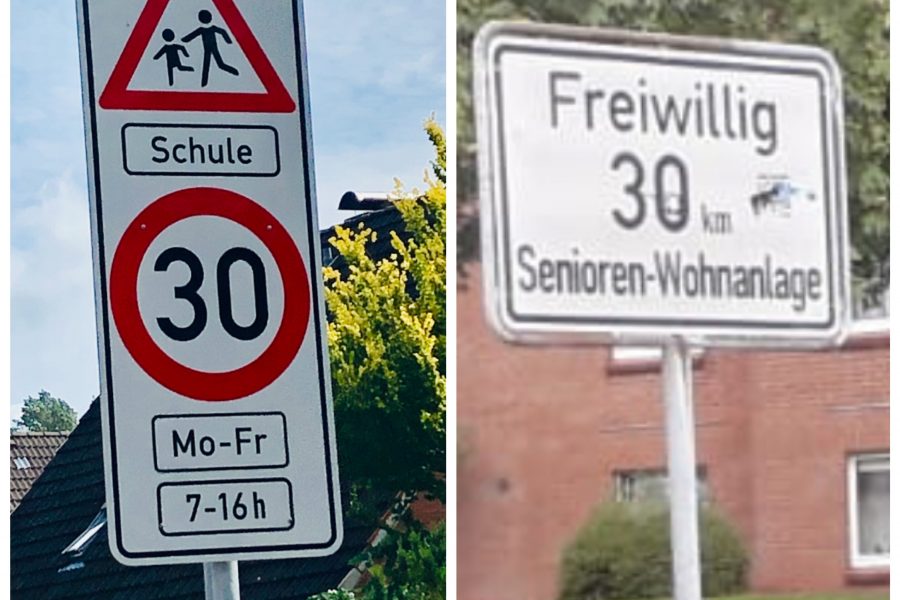 Schule
30
Mo-Fr
7-16h
Freiwillig
30 km
Senioren-Wohnanlage